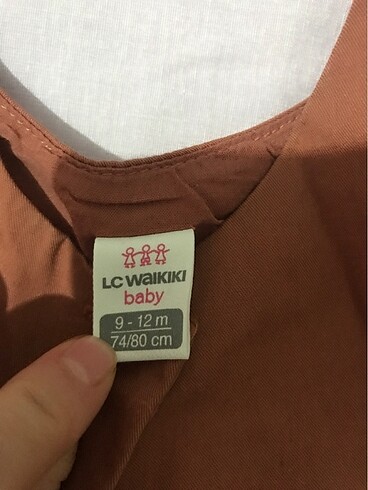 LC WAIKIKI
baby
9 - 12 m
74/80 cm